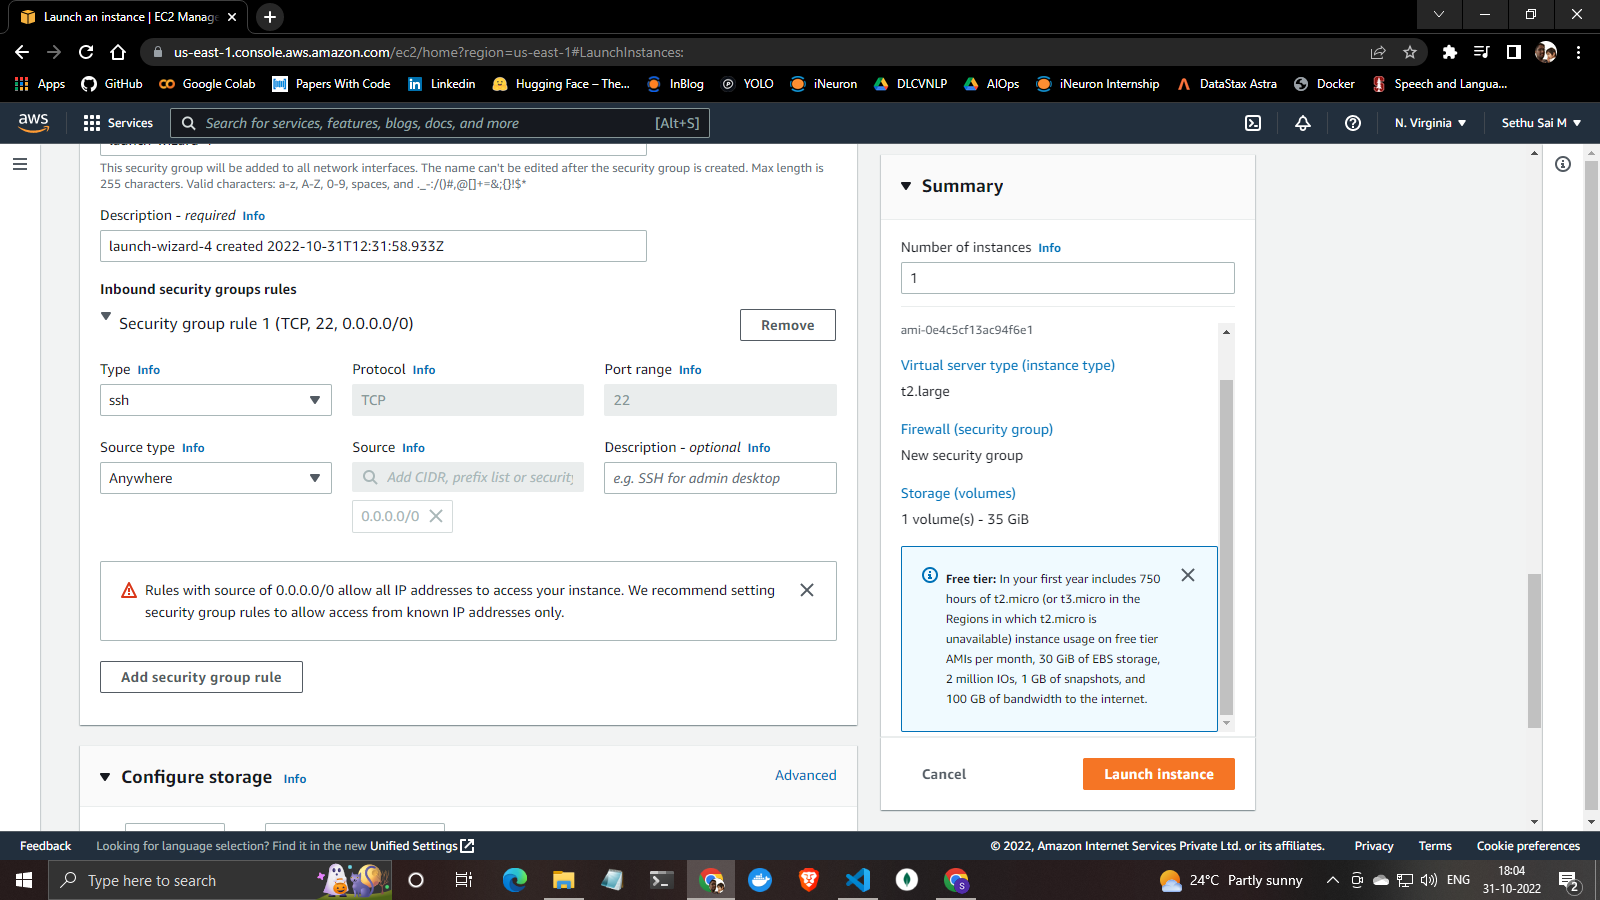 Launch an instance | EC2 Manage
us-east-1.console.aws.amazon.com/ec2/home?region=us-east-1#LaunchInstances:
Apps
GitHub
Google Colab
Papers With Code
Linkedin
Hugging Face – The...
InBlog
YOLO
iNeuron
DLCVNLP
AIOps
iNeuron Internship
DataStax Astra
Docker
Speech and Langua...
aws
Services
Search for services, features, blogs, docs, and more
[Alt+S]
N. Virginia
Sethu Sai M
This security group will be added to all network interfaces. The name can't be edited after the security group is created. Max length is
255 characters. Valid characters: a-z, A-Z, 0-9, spaces, and ._-:/()#,@[]+=&;{}!$*
Description - required Info
launch-wizard-4 created 2022-10-31T12:31:58.933Z
Inbound security groups rules
Security group rule 1 (TCP, 22, 0.0.0.0/0)
Remove
Type Info
Protocol Info
Port range Info
ssh
TCP
22
Source type Info
Source Info
Description - optional Info
Anywhere
Add CIDR, prefix list or security
e.g. SSH for admin desktop
0.0.0.0/0
Rules with source of 0.0.0.0/0 allow all IP addresses to access your instance. We recommend setting
security group rules to allow access from known IP addresses only.
Add security group rule
Configure storage Info
Advanced
Summary
Number of instances Info
1
ami-0e4c5cf13ac94f6e1
Virtual server type (instance type)
t2.large
Firewall (security group)
New security group
Storage (volumes)
1 volume(s) - 35 GiB
Free tier: In your first year includes 750
hours of t2.micro (or t3.micro in the
Regions in which t2.micro is
unavailable) instance usage on free tier
AMIs per month, 30 GiB of EBS storage,
2 million IOs, 1 GB of snapshots, and
100 GB of bandwidth to the internet.
Cancel
Launch instance
Feedback
Looking for language selection? Find it in the new Unified Settings
© 2022, Amazon Internet Services Private Ltd. or its affiliates.
Privacy
Terms
Cookie preferences
Type here to search
24°C Partly sunny
ENG
18:04
31-10-2022
2